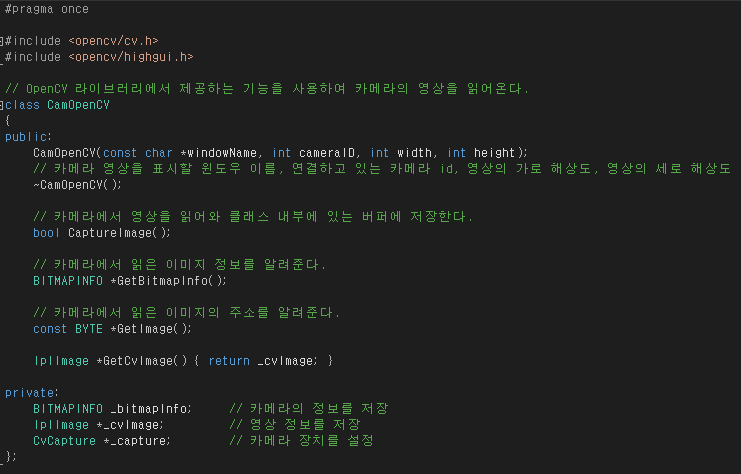 #pragma once
#include <opencv/cv.h>
#include <opencv/highgui.h>
// OpenCV 라이브러리에서 제공하는 기능을 사용하여 카메라의 영상을 읽어온다.
class CamOpenCV
{
public:
CamOpenCV(const char *windowName, int cameraID, int width, int height);
// 카메라 영상을 표시할 윈도우 이름, 연결하고 있는 카메라 id, 영상의 가로 해상도, 영상의 세로 해상도
~CamOpenCV();
// 카메라에서 영상을 읽어와 클래스 내부에 있는 버퍼에 저장한다.
bool CaptureImage();
// 카메라에서 읽은 이미지 정보를 알려준다.
BITMAPINFO *GetBitmapInfo();
// 카메라에서 읽은 이미지의 주소를 알려준다.
const BYTE *GetImage();
IplImage *GetCvImage() { return _cvImage; }
private:
BITMAPINFO _bitmapInfo; // 카메라의 정보를 저장
IplImage *_cvImage; // 영상 정보를 저장
CvCapture *_capture; // 카메라 장치를 설정
};